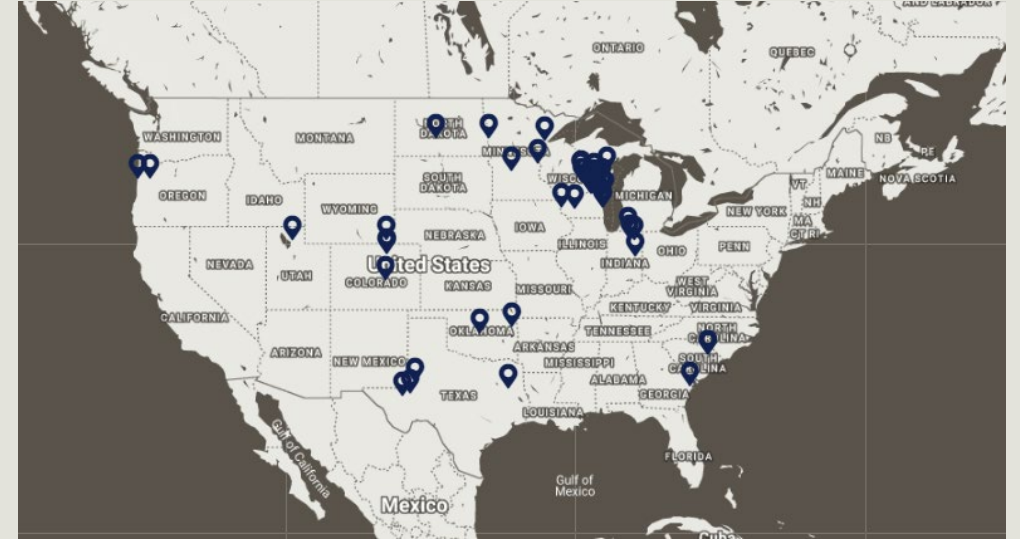 AND LABRADOR
ONTARIO
QUEBEC
WASHINGTON
MONTANA
NORTH
DAKOTA
NB
PE
MAINE
NOVA SCOTIA
OREGON
IDAHO
WYOMING
SOUTH
DAKOTA
MICHIGAN
VT
NH
NEW YORK
MA
CT RI
NEBRASKA
IOWA
ILLINOIS
INDIANA
OHIO
PENN
NEVADA
UTAH
United States
COLORADO
KANSAS
MISSOURI
WEST
VIRGINIA
KENTUCKY
VIRGINIA
CALIFORNIA
OKLAHOMA
TENNESSEE
NORTH
CAROLINA
ARIZONA
NEW MEXICO
ARKANSAS
MISSISSIPPI
SOUTH
CAROLINA
TEXAS
ALABAMA
GEORGIA
LOUISIANA
Gulf of California
FLORIDA
Gulf of
Mexico
Mexico
Cuba